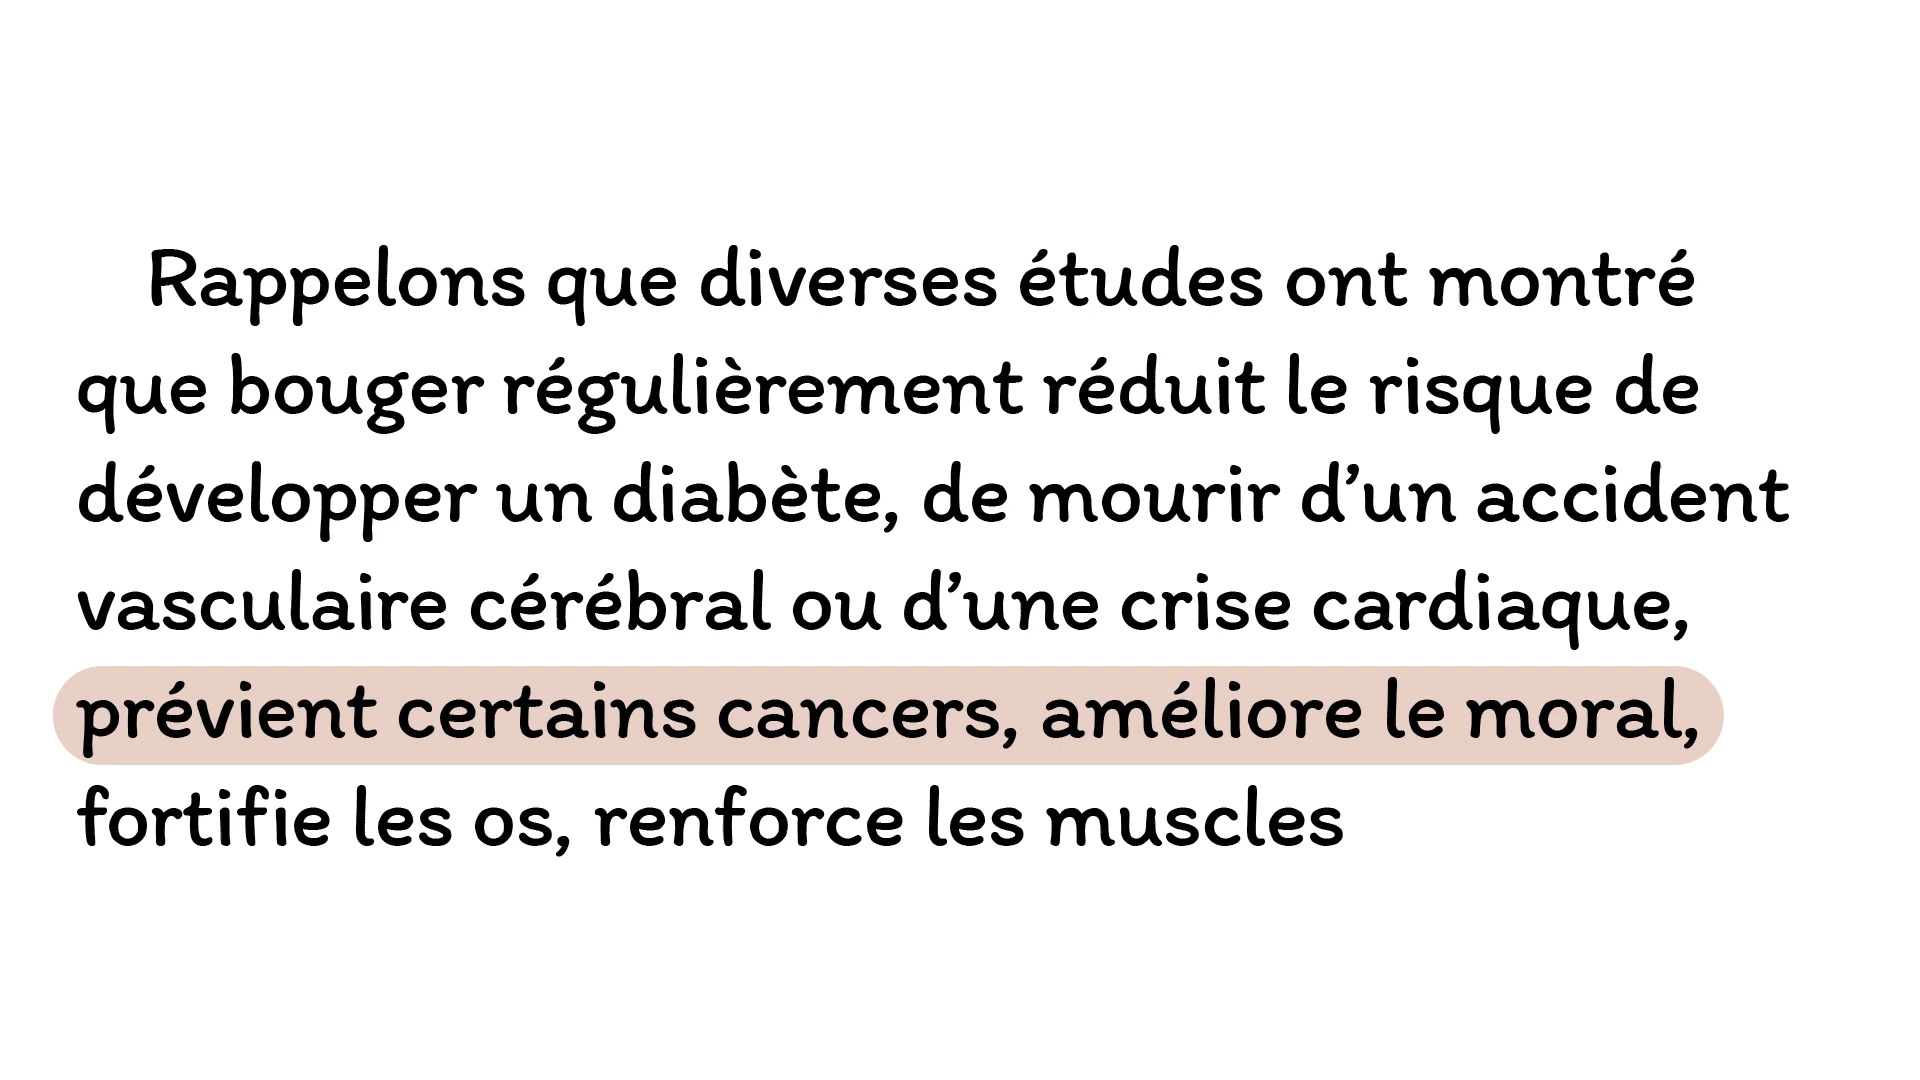 Rappelons que diverses études ont montré
que bouger régulièrement réduit le risque de
développer un diabète, de mourir d’un accident
vasculaire cérébral ou d’une crise cardiaque,
prévient certains cancers, améliore le moral,
fortifie les os, renforce les muscles